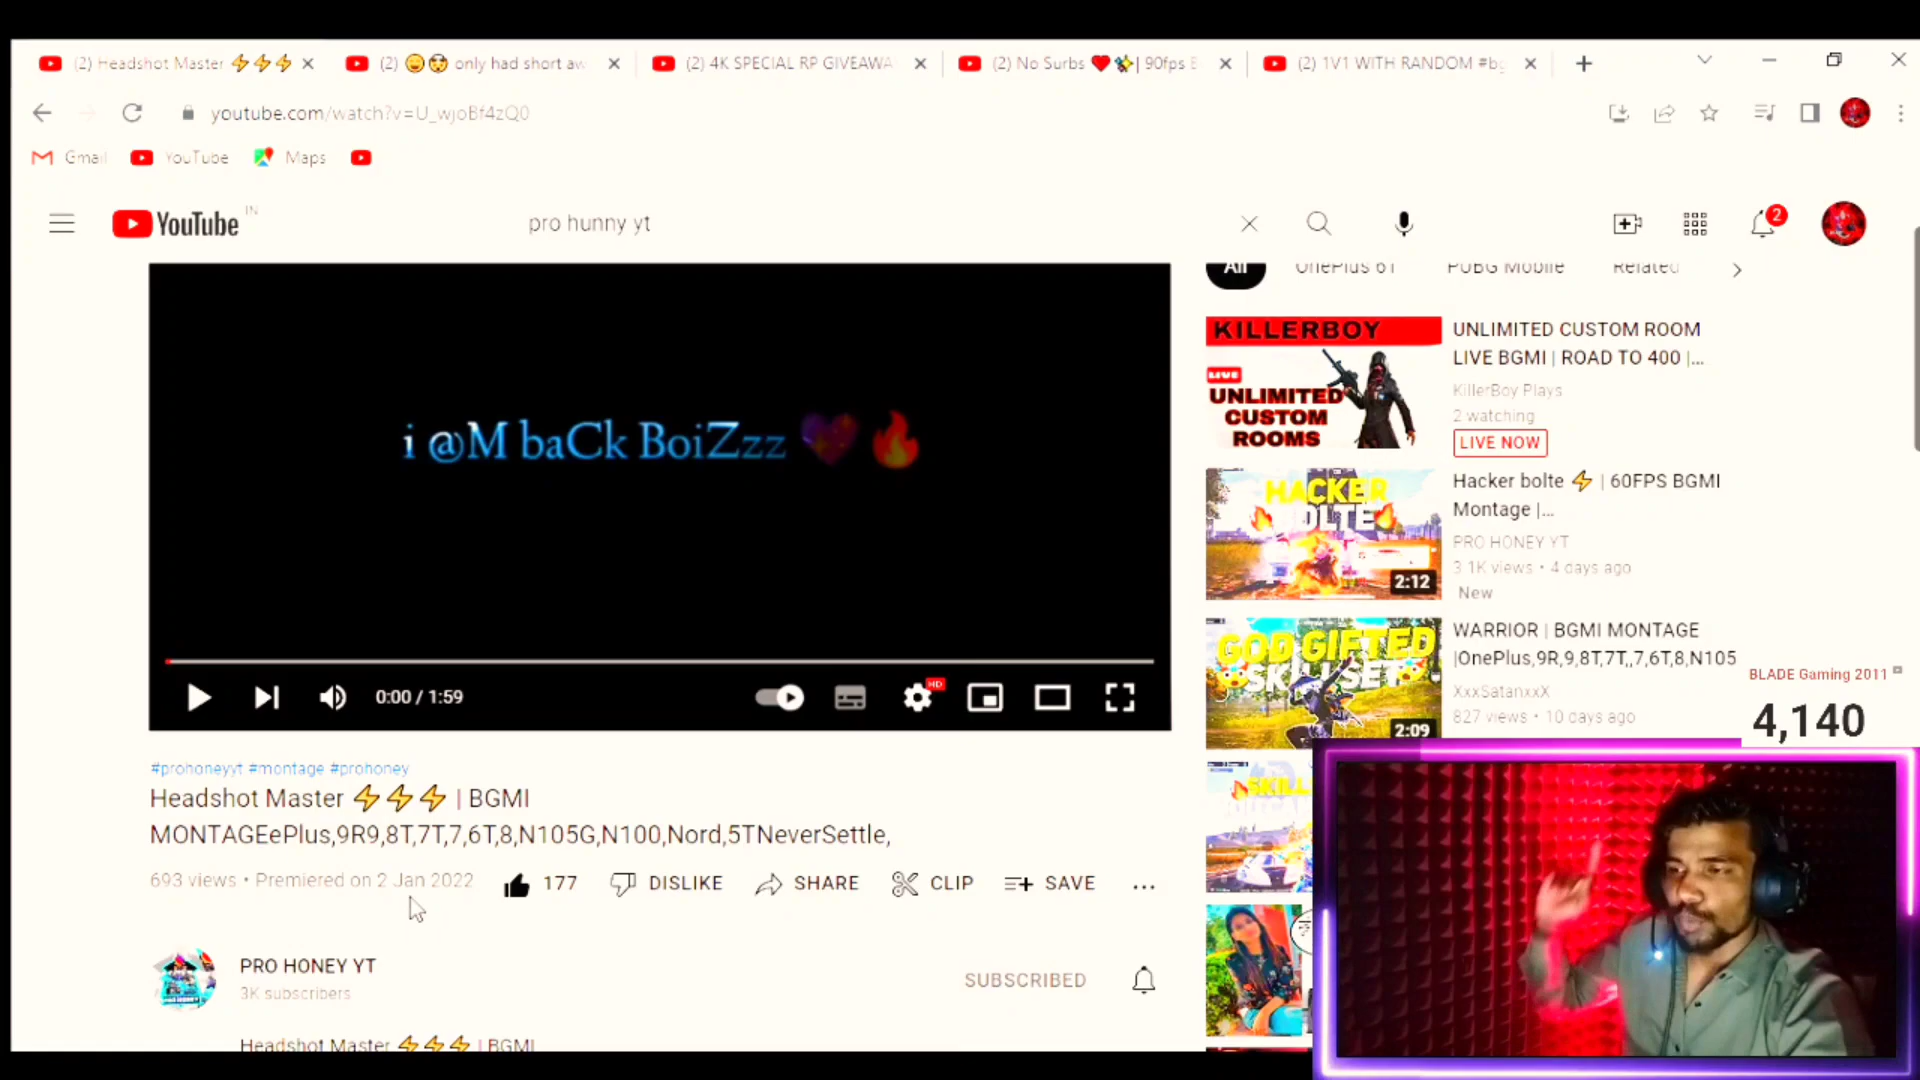 (2) Headshot Master ⚡⚡⚡
(2) 😄😍 only had short aw
(2) 4K SPECIAL RP GIVEAWA
(2) No Surbs ❤️✨| 90fps B
(2) 1V1 WITH RANDOM #bg
youtube.com/watch?v=U_wjoBf4zQ0
Gmail
YouTube
Maps
YouTube IN
pro hunny yt
2
All
OnePlus 6T
PUBG Mobile
Related
i @M baCk BoiZzz 💜🔥
0:00 / 1:59
HD
#prohoneyyt #montage #prohoney
Headshot Master ⚡⚡⚡ | BGMI
MONTAGEePlus,9R9,8T,7T,7,6T,8,N105G,N100,Nord,5TNeverSettle,
693 views • Premiered on 2 Jan 2022
177
DISLIKE
SHARE
CLIP
SAVE
PRO HONEY YT
3K subscribers
SUBSCRIBED
Headshot Master ⚡⚡⚡ | BGMI
KILLERBOY
LIVE
UNLIMITED
CUSTOM
ROOMS
UNLIMITED CUSTOM ROOM
LIVE BGMI | ROAD TO 400 |...
KillerBoy Plays
2 watching
LIVE NOW
HACKER
BOLTE
2:12
Hacker bolte ⚡ | 60FPS BGMI
Montage |...
PRO HONEY YT
3.1K views • 4 days ago
New
GOD GIFTED
SKILLSET
2:09
WARRIOR | BGMI MONTAGE
|OnePlus,9R,9,8T,7T,,7,6T,8,N105
XxxSatanxxX
827 views • 10 days ago
BLADE Gaming 2011
4,140